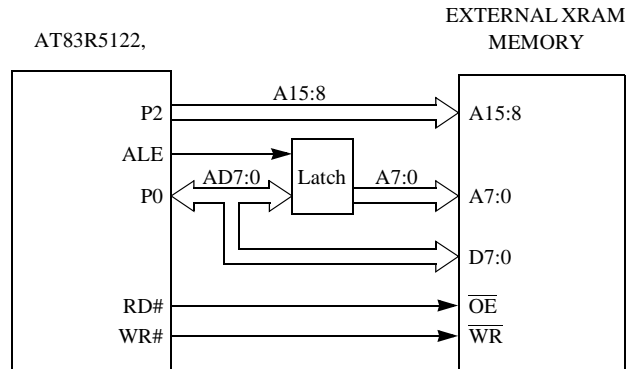 EXTERNAL XRAM
MEMORY
AT83R5122,
A15:8
P2
A15:8
ALE
AD7:0
Latch
A7:0
P0
A7:0
D7:0
RD#
OE
WR#
WR